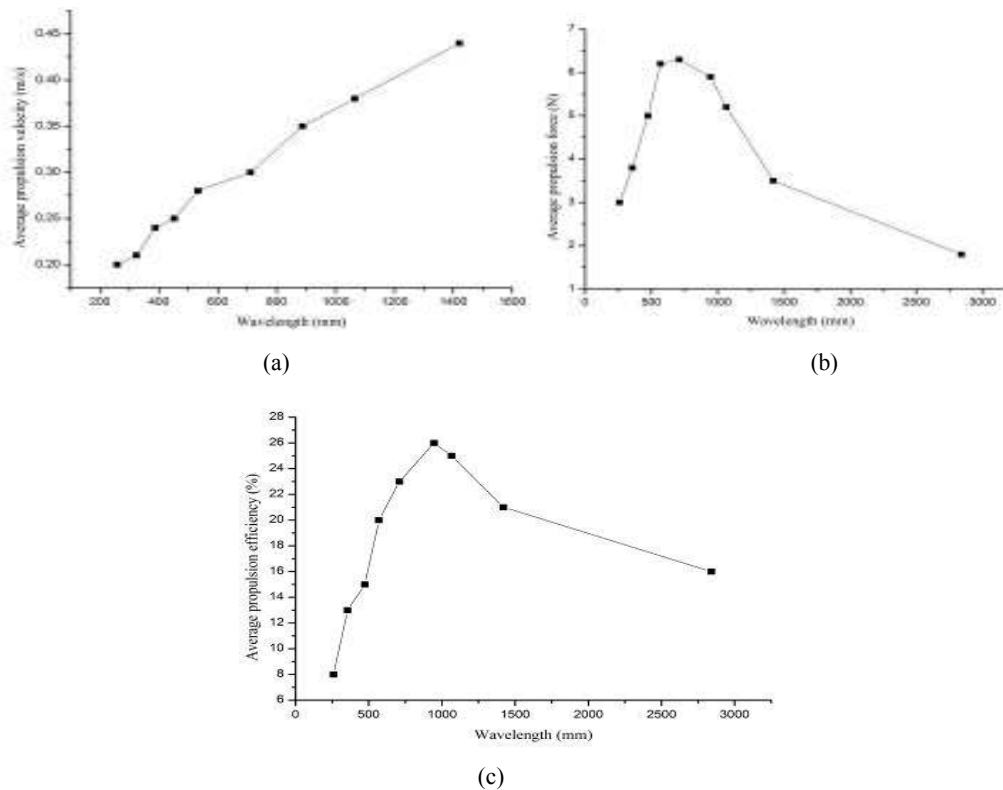 0.45
0.40
0.35
0.30
0.25
0.20
Average propulsion velocity (m/s)
200 400 600 800 1000 1200 1400 1600
Wavelength (mm)
(a)
7
6
5
4
3
2
1
Average propulsion force (N)
0 500 1000 1500 2000 2500 3000
Wavelength (mm)
(b)
28
26
24
22
20
18
16
14
12
10
8
6
Average propulsion efficiency (%)
0 500 1000 1500 2000 2500 3000
Wavelength (mm)
(c)